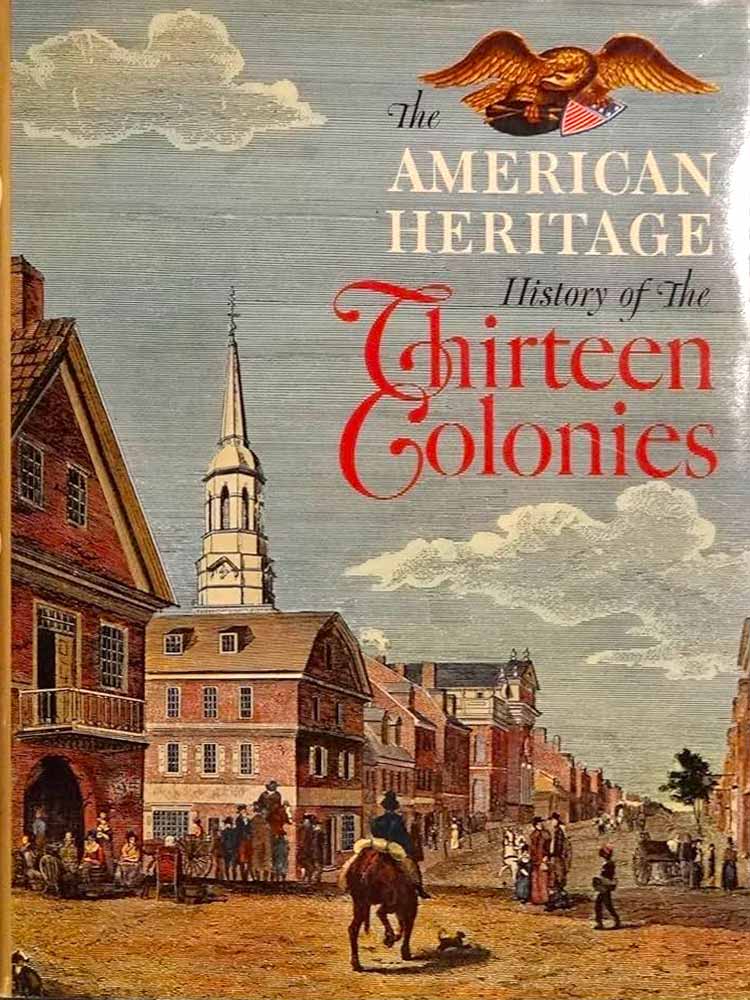 The
AMERICAN
HERITAGE
History of The
Thirteen
Colonies